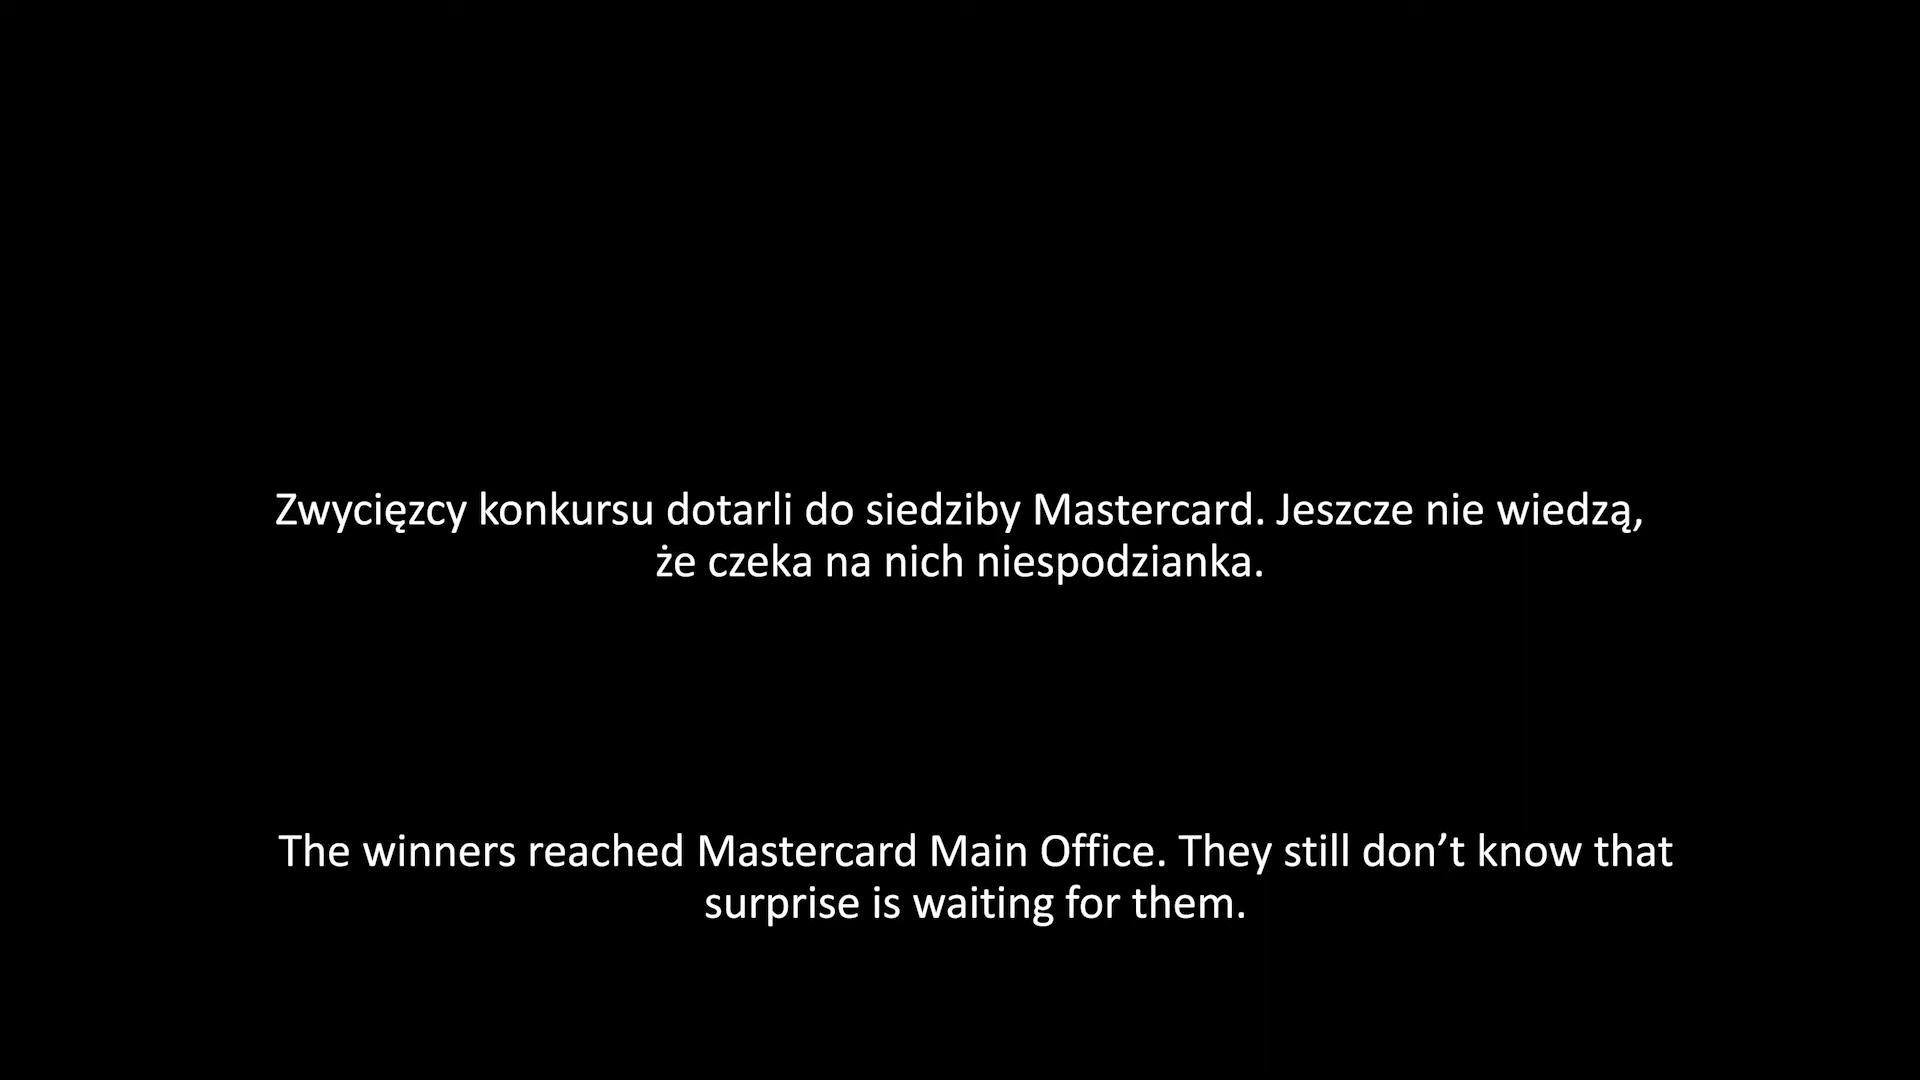 Zwycięzcy konkursu dotarli do siedziby Mastercard. Jeszcze nie wiedzą,
że czeka na nich niespodzianka.
The winners reached Mastercard Main Office. They still don’t know that
surprise is waiting for them.